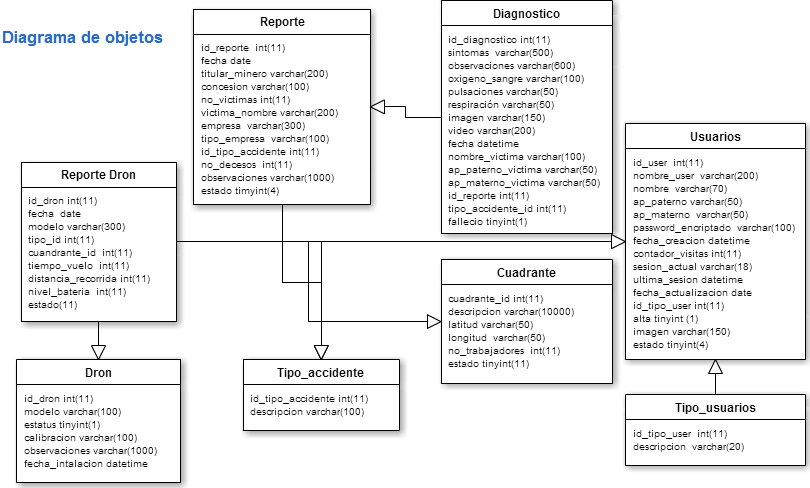 Diagrama de objetos
Reporte
id_reporte int(11)
fecha date
titular_minero varchar(200)
concesion varchar(100)
no_victimas int(11)
victima_nombre varchar(200)
empresa varchar(300)
tipo_empresa varchar(100)
id_tipo_accidente int(11)
no_decesos int(11)
observaciones varchar(1000)
estado tinyint(4)
Diagnostico
id_diagnostico int(11)
sintomas varchar(500)
observaciones varchar(600)
oxigeno_sangre varchar(100)
pulsaciones varchar(50)
respiración varchar(50)
imagen varchar(150)
video varchar(200)
fecha datetime
nombre_victima varchar(100)
ap_paterno_victima varchar(50)
ap_materno_victima varchar(50)
id_reporte int(11)
tipo_accidente_id int(11)
fallecio tinyint(1)
Usuarios
id_user int(11)
nombre_user varchar(200)
nombre varchar(70)
ap_paterno varchar(50)
ap_materno varchar(50)
password_encriptado varchar(100)
fecha_creacion datetime
contador_visitas int(11)
sesion_actual varchar(18)
ultima_sesion datetime
fecha_actualizacion date
id_tipo_user int(11)
alta tinyint (1)
imagen varchar(150)
estado tinyint(4)
Reporte Dron
id_dron int(11)
fecha date
modelo varchar(300)
tipo_id int(11)
cuandrante_id int(11)
tiempo_vuelo int(11)
distancia_recorrida int(11)
nivel_bateria int(11)
estado(11)
Cuadrante
cuadrante_id int(11)
descripcion varchar(10000)
latitud varchar(50)
longitud varchar(50)
no_trabajadores int(11)
estado tinyint(11)
Dron
id_dron int(11)
modelo varchar(100)
estatus tinyint(1)
calibracion varchar(100)
observaciones varchar(1000)
fecha_intalacion datetime
Tipo_accidente
id_tipo_accidente int(11)
descripcion varchar(100)
Tipo_usuarios
id_tipo_user int(11)
descripcion varchar(20)